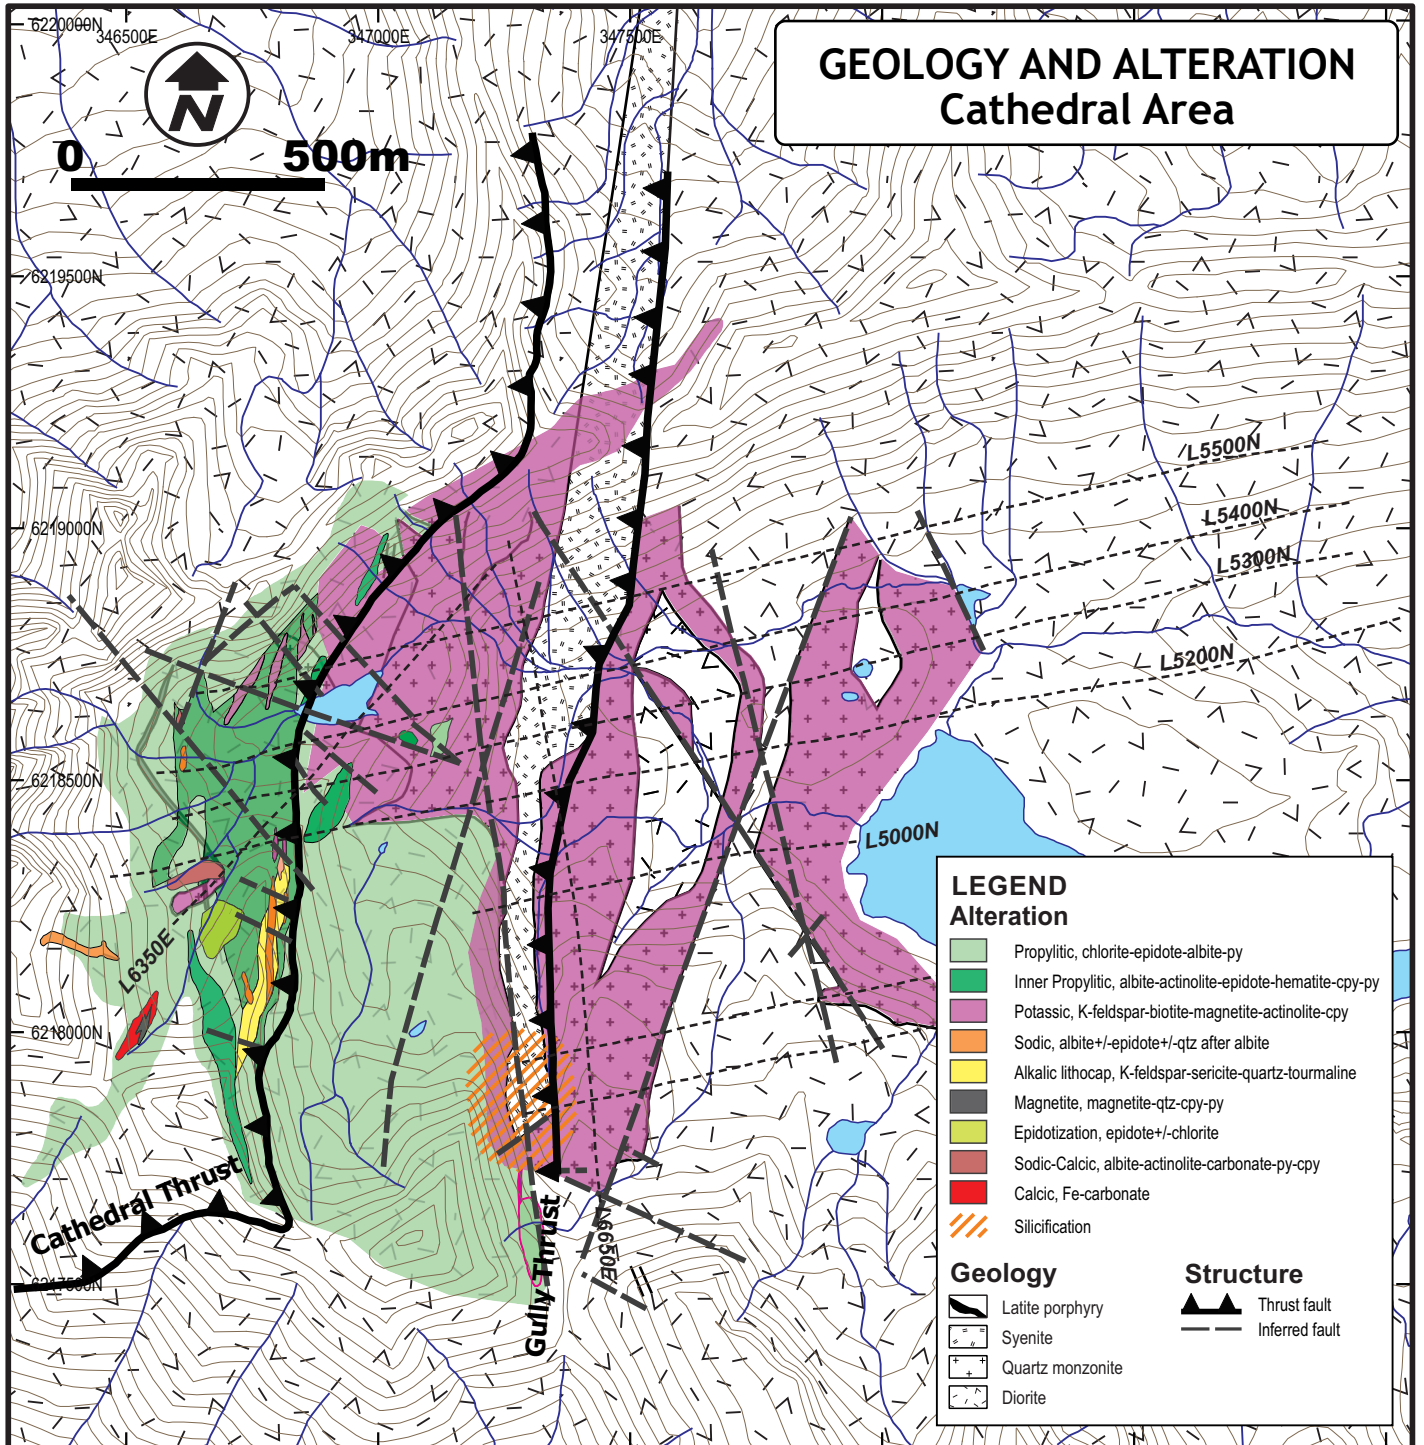 6220000N
346500E
347000E
347500E
GEOLOGY AND ALTERATION
Cathedral Area
N
0
500m
6219500N
L5500N
L5400N
L5300N
6219000N
L5200N
6218500N
L5000N
L6350E
6218000N
Cathedral Thrust
Gully Thrust
L6650E
6217500N
LEGEND
Alteration
Propylitic, chlorite-epidote-albite-py
Inner Propylitic, albite-actinolite-epidote-hematite-cpy-py
Potassic, K-feldspar-biotite-magnetite-actinolite-cpy
Sodic, albite+/-epidote+/-qtz after albite
Alkalic lithocap, K-feldspar-sericite-quartz-tourmaline
Magnetite, magnetite-qtz-cpy-py
Epidotization, epidote+/-chlorite
Sodic-Calcic, albite-actinolite-carbonate-py-cpy
Calcic, Fe-carbonate
Silicification
Geology
Latite porphyry
Syenite
Quartz monzonite
Diorite
Structure
Thrust fault
Inferred fault